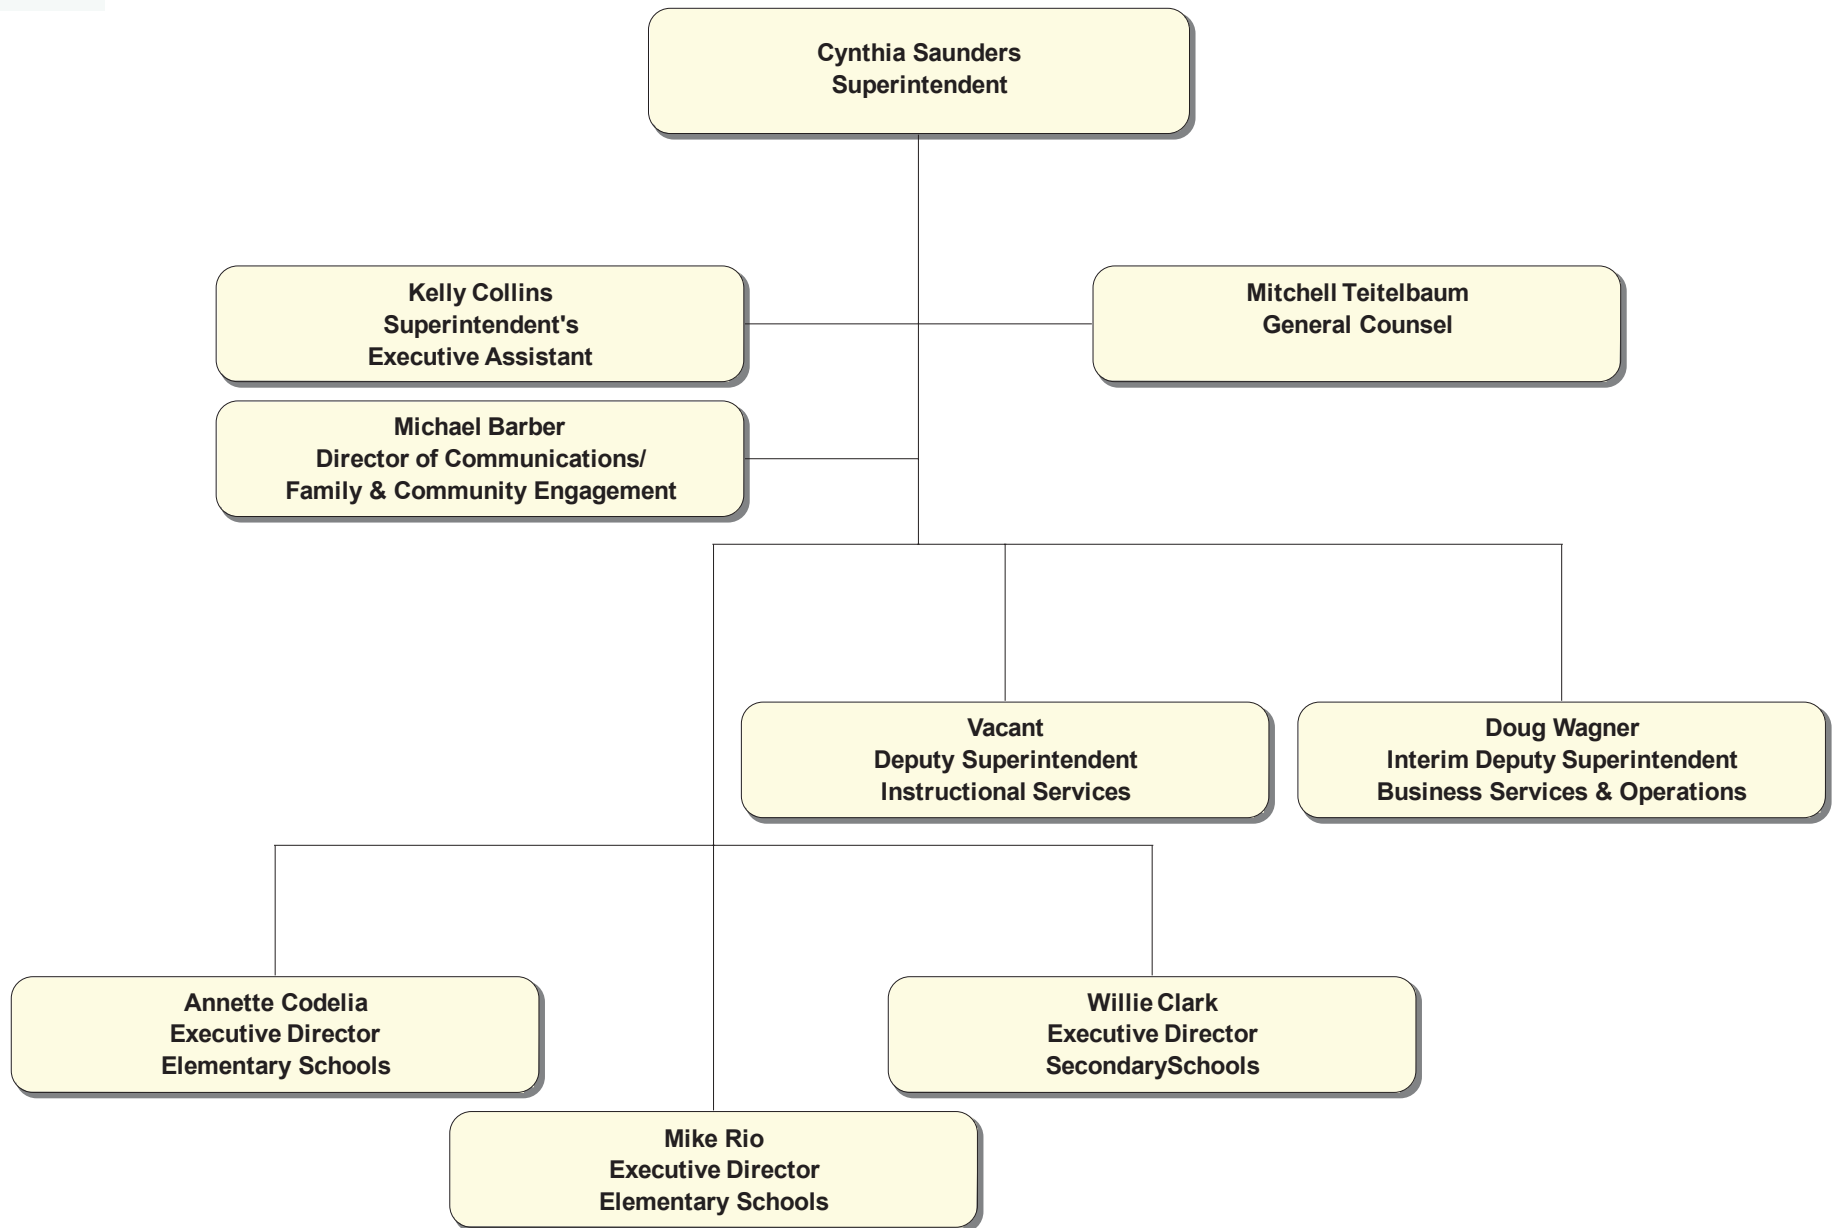 Cynthia Saunders
Superintendent
Kelly Collins
Superintendent's
Executive Assistant
Mitchell Teitelbaum
General Counsel
Michael Barber
Director of Communications/
Family & Community Engagement
Vacant
Deputy Superintendent
Instructional Services
Doug Wagner
Interim Deputy Superintendent
Business Services & Operations
Annette Codelia
Executive Director
Elementary Schools
Willie Clark
Executive Director
SecondarySchools
Mike Rio
Executive Director
Elementary Schools